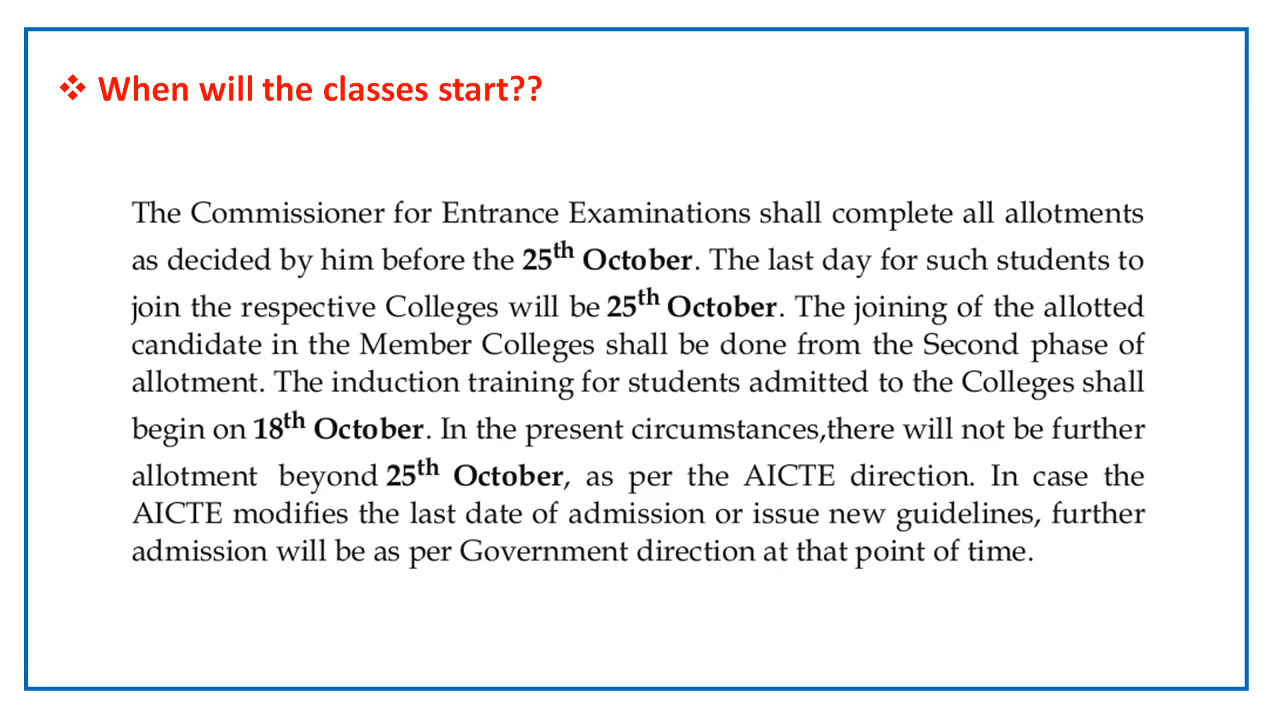 ❖ When will the classes start??
The Commissioner for Entrance Examinations shall complete all allotments
as decided by him before the 25th October. The last day for such students to
join the respective Colleges will be 25th October. The joining of the allotted
candidate in the Member Colleges shall be done from the Second phase of
allotment. The induction training for students admitted to the Colleges shall
begin on 18th October. In the present circumstances,there will not be further
allotment beyond 25th October, as per the AICTE direction. In case the
AICTE modifies the last date of admission or issue new guidelines, further
admission will be as per Government direction at that point of time.